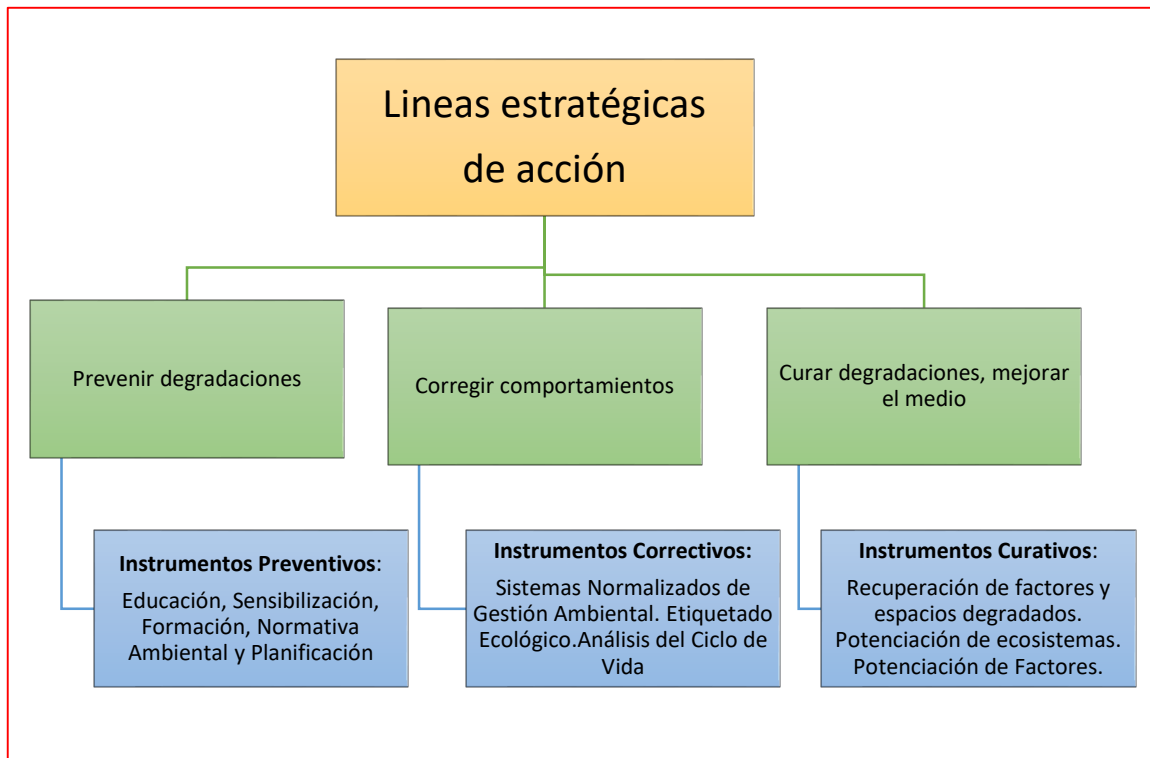 Lineas estratégicas
de acción
Prevenir degradaciones
Corregir comportamientos
Curar degradaciones, mejorar
el medio
Instrumentos Preventivos:
Educación, Sensibilización,
Formación, Normativa
Ambiental y Planificación
Instrumentos Correctivos:
Sistemas Normalizados de
Gestión Ambiental. Etiquetado
Ecológico.Análisis del Ciclo de
Vida
Instrumentos Curativos:
Recuperación de factores y
espacios degradados.
Potenciación de ecosistemas.
Potenciación de Factores.